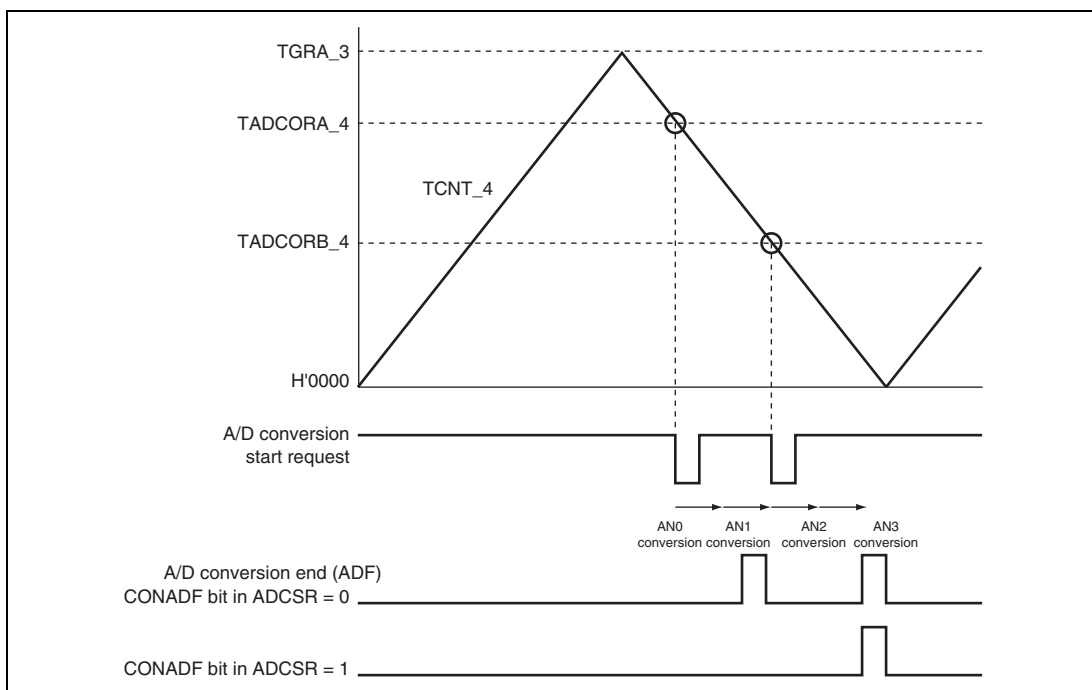 TGRA_3
TADCORA_4
TCNT_4
TADCORB_4
H'0000
A/D conversion
start request
AN0
conversion
AN1
conversion
AN2
conversion
AN3
conversion
A/D conversion end (ADF)
CONADF bit in ADCSR = 0
CONADF bit in ADCSR = 1